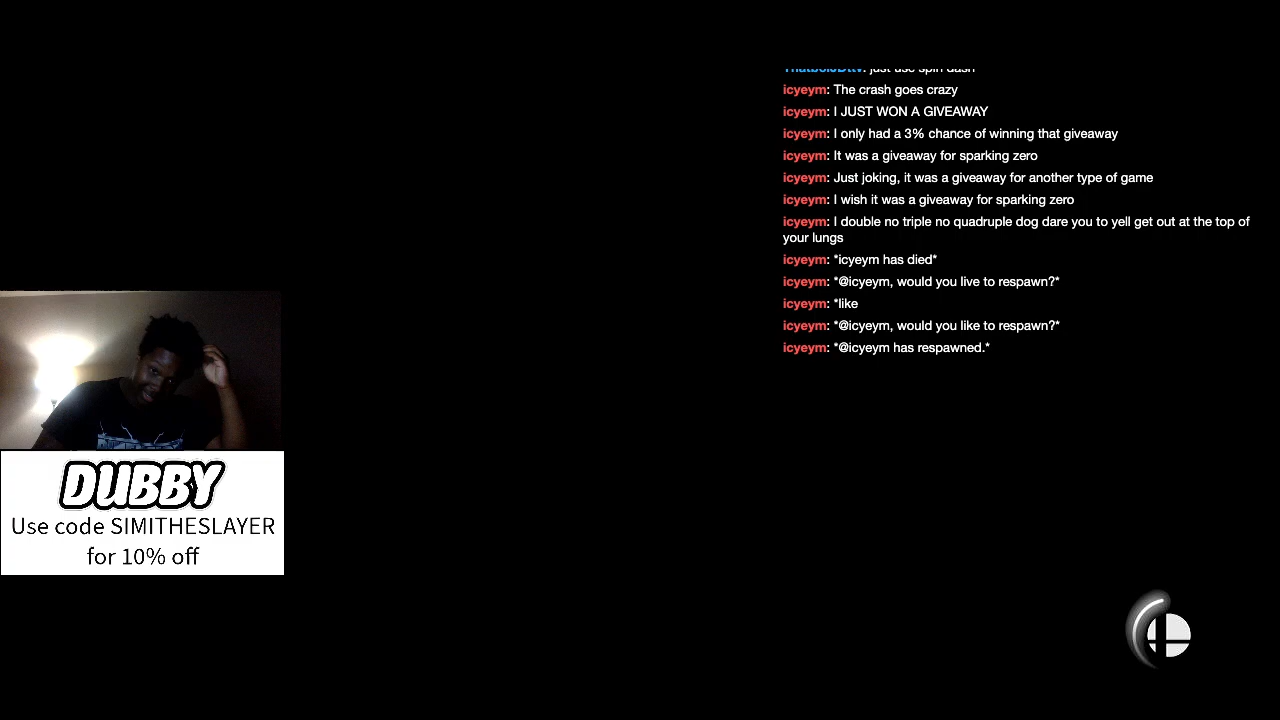 just use spin dash
icyeym: The crash goes crazy
icyeym: I JUST WON A GIVEAWAY
icyeym: I only had a 3% chance of winning that giveaway
icyeym: It was a giveaway for sparking zero
icyeym: Just joking, it was a giveaway for another type of game
icyeym: I wish it was a giveaway for sparking zero
icyeym: I double no triple no quadruple dog dare you to yell get out at the top of
your lungs
icyeym: *icyeym has died*
icyeym: *@icyeym, would you live to respawn?*
icyeym: *like
icyeym: *@icyeym, would you like to respawn?*
icyeym: *@icyeym has respawned.*
DUBBY
Use code SIMITHESLAYER
for 10% off